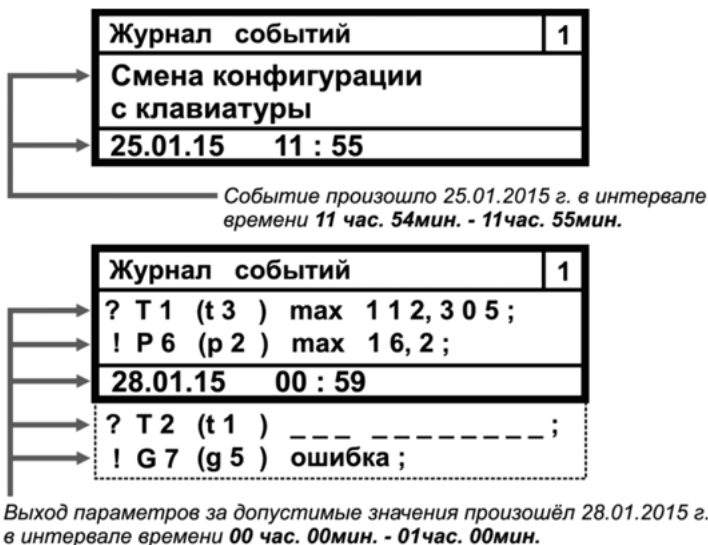 Журнал событий 1
Смена конфигурации
с клавиатуры
25.01.15 11 : 55
Событие произошло 25.01.2015 г. в интервале
времени 11 час. 54мин. - 11час. 55мин.
Журнал событий 1
? T 1 (t 3 ) max 1 1 2, 3 0 5 ;
! P 6 (p 2 ) max 1 6, 2 ;
28.01.15 00 : 59
? T 2 (t 1 ) _ _ _ _ _ _ _ _ _ _ _ ;
! G 7 (g 5 ) ошибка ;
Выход параметров за допустимые значения произошёл 28.01.2015 г.
в интервале времени 00 час. 00мин. - 01час. 00мин.